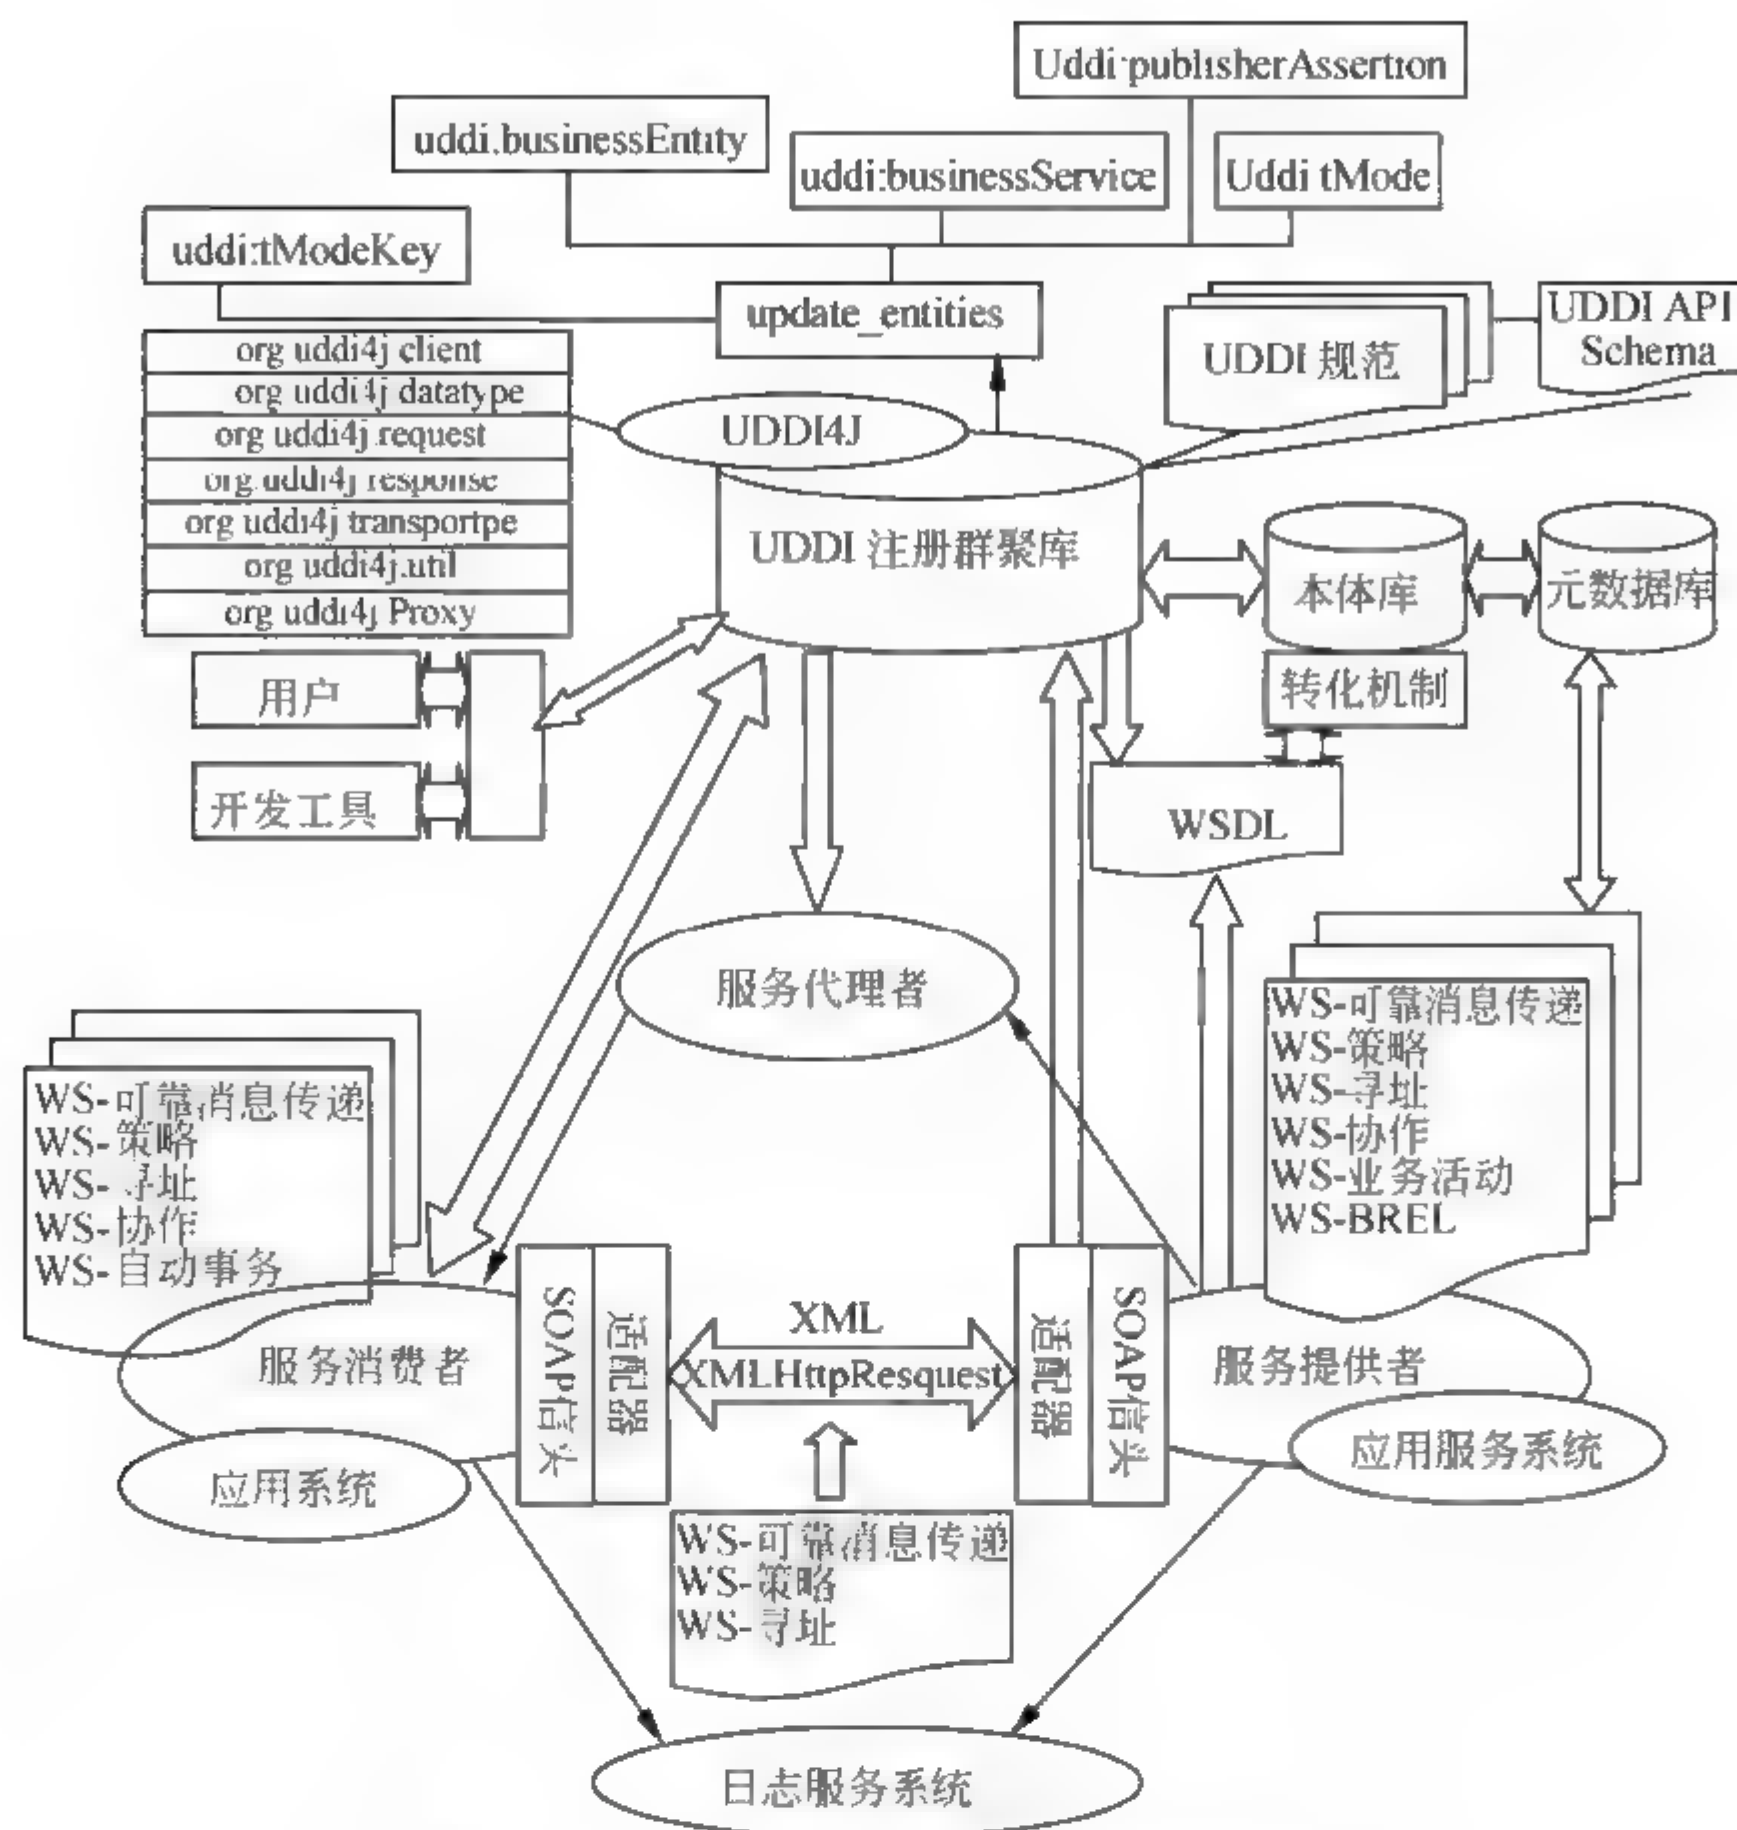 Uddi:publisherAssertion
uddi.businessEntity
uddi:businessService
Uddi tMode
uddi:tModeKey
update_entities
UDDI 规范
UDDI API
Schema
org uddi4j client
org uddi4j datatype
org uddi4j request
org uddi4j response
org uddi4j transportpe
org uddi4j.util
org uddi4j Proxy
UDDI4J
UDDI 注册群聚库
本体库
元数据库
转化机制
用户
开发工具
WSDL
服务代理者
WS-可靠消息传递
WS-策略
WS-寻址
WS-协作
WS-业务活动
WS-BREL
WS-可靠消息传递
WS-策略
WS-寻址
WS-协作
WS-自动事务
服务消费者
SOAP信头
适配器
XML
XMLHttpResquest
适配器
SOAP信头
服务提供者
应用系统
应用服务系统
WS-可靠消息传递
WS-策略
WS-寻址
日志服务系统